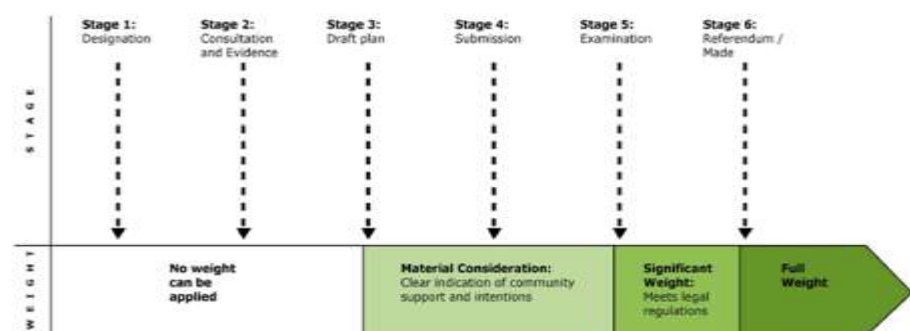 Stage 1:
Designation
Stage 2:
Consultation
and Evidence
Stage 3:
Draft plan
Stage 4:
Submission
Stage 5:
Examination
Stage 6:
Referendum /
Made
STAGE
WEIGHT
No weight
can be
applied
Material Consideration:
Clear indication of community
support and intentions
Significant
Weight:
Meets legal
regulations
Full
Weight